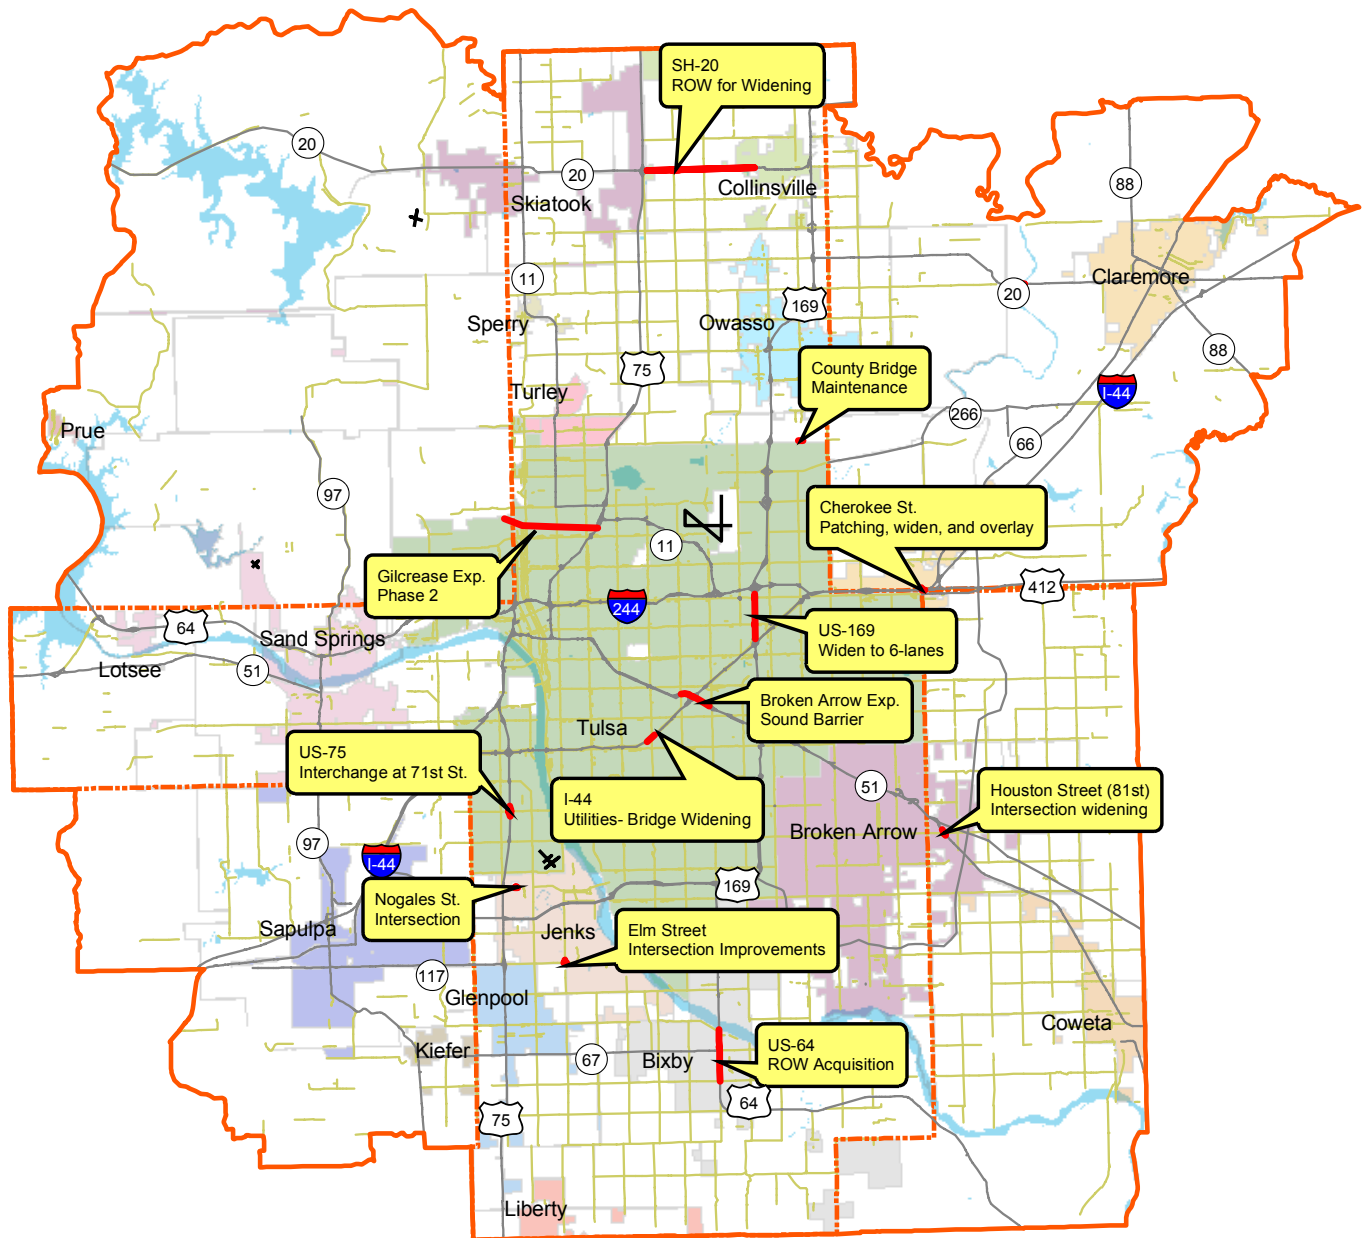 SH-20
ROW for Widening
20
20
Skiatook
Collinsville
88
11
Claremore
20
169
Sperry
Owasso
88
75
County Bridge
Maintenance
Turley
I-44
266
Prue
66
97
Cherokee St.
Patching, widen, and overlay
11
Gilcrease Exp.
Phase 2
412
244
64
Sand Springs
US-169
Widen to 6-lanes
Lotsee
51
Broken Arrow Exp.
Sound Barrier
Tulsa
US-75
Interchange at 71st St.
I-44
Utilities- Bridge Widening
51
Houston Street (81st)
Intersection widening
Broken Arrow
97
I-44
169
Nogales St.
Intersection
Sapulpa
Jenks
Elm Street
Intersection Improvements
117
Glenpool
Coweta
Kiefer
67
Bixby
US-64
ROW Acquisition
64
75
Liberty